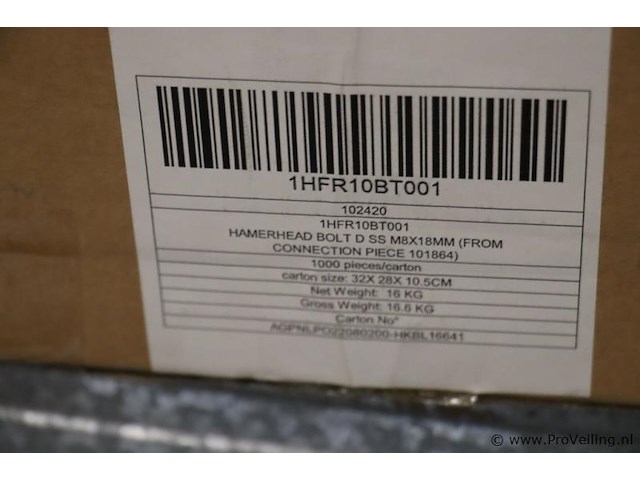 1HFR10BT001
102420
1HFR10BT001
HAMERHEAD BOLT D SS M8X18MM (FROM
CONNECTION PIECE 101864)
1000 pieces/carton
carton size: 32X 28X 10.5CM
Net Weight: 16 KG
Gross Weight: 16.6 KG
Carton No"
AGPNLPO22080200-HKBL16641
© www.ProVeiling.nl